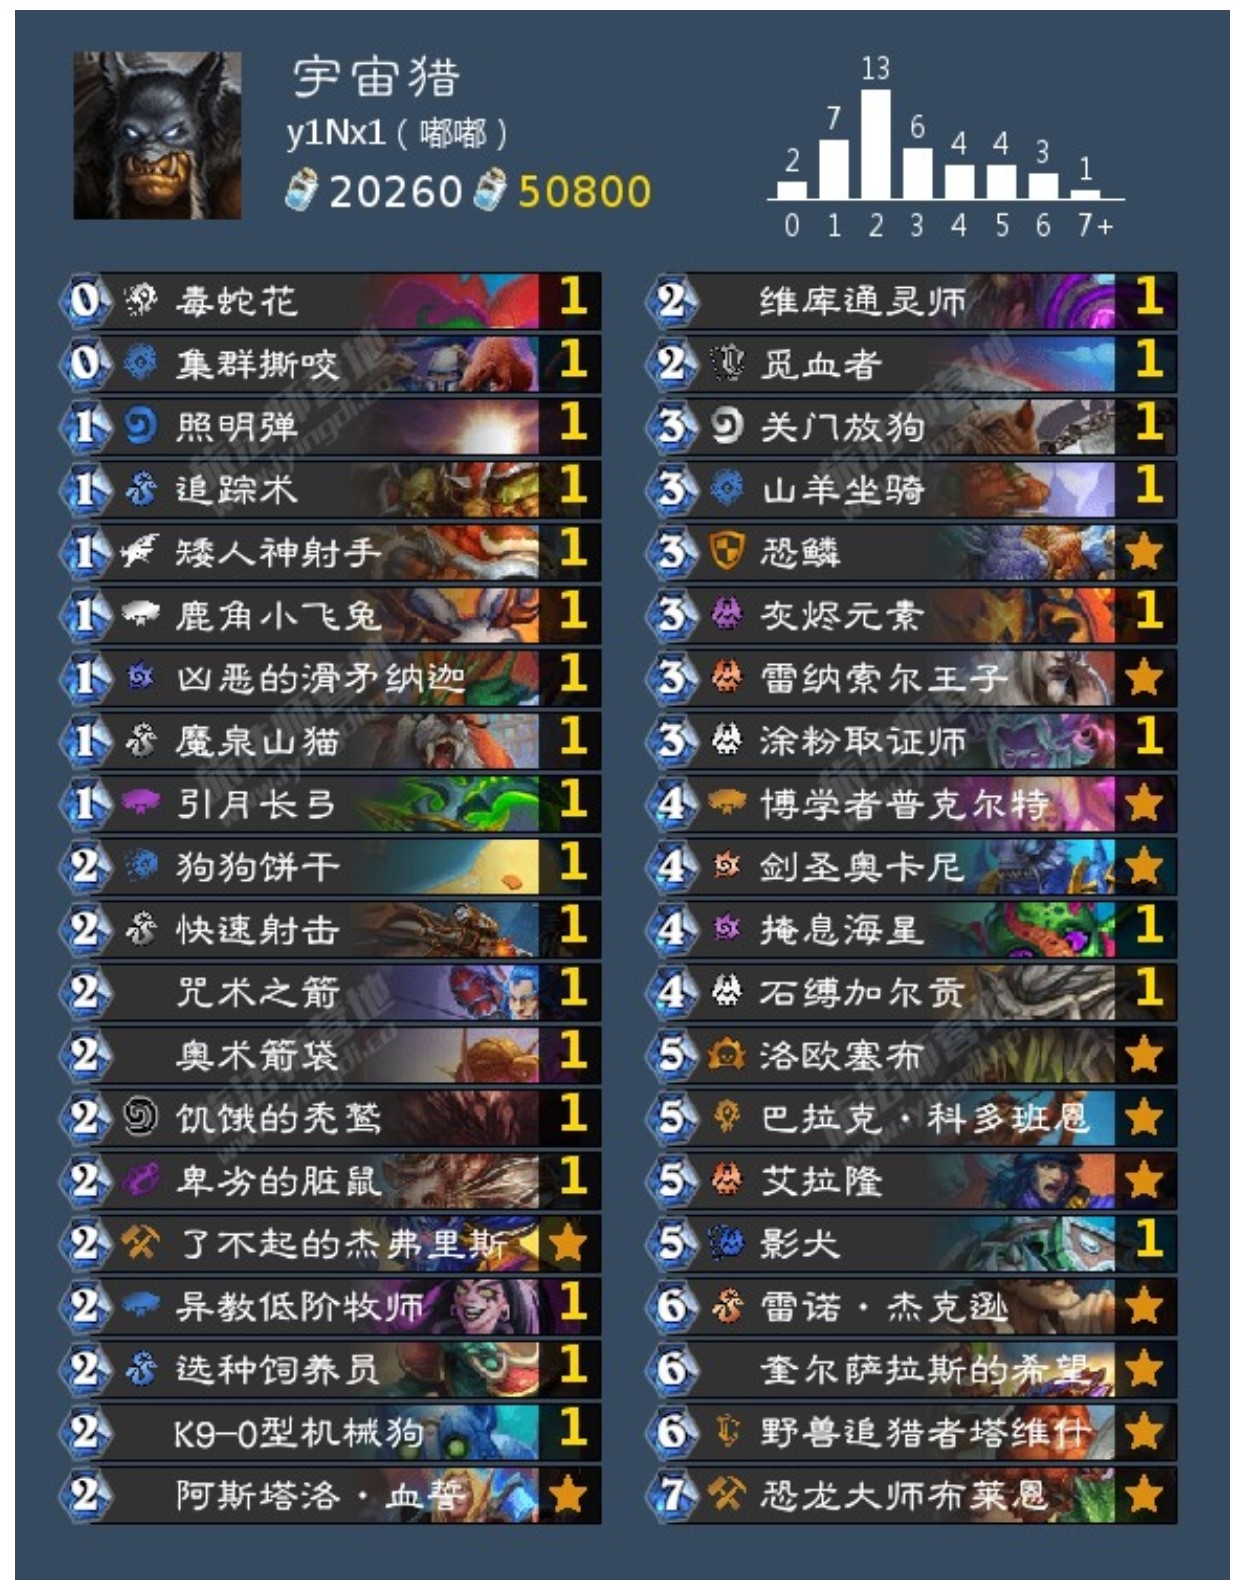 宇宙猎
y1Nx1（嘟嘟）
20260 50800
13
7
6
4 4
3
2
1
0 1 2 3 4 5 6 7+
0 毒蛇花 1
0 集群撕咬 1
1 照明弹 1
1 追踪术 1
1 矮人神射手 1
1 鹿角小飞兔 1
1 凶恶的滑矛纳迦 1
1 魔泉山猫 1
1 引月长弓 1
2 狗狗饼干 1
2 快速射击 1
2 咒术之箭 1
2 奥术箭袋 1
2 饥饿的秃鹫 1
2 卑劣的脏鼠 1
2 了不起的杰弗里斯
2 异教低阶牧师 1
2 选种饲养员 1
2 K9-0型机械狗 1
2 阿斯塔洛·血誓
2 维库通灵师 1
2 觅血者 1
3 关门放狗 1
3 山羊坐骑 1
3 恐鳞
3 灰烬元素 1
3 雷纳索尔王子
3 涂粉取证师 1
4 博学者普克尔特
4 剑圣奥卡尼
4 掩息海星 1
4 石缚加尔贡 1
5 洛欧塞布
5 巴拉克·科多班恩
5 艾拉隆
5 影犬 1
6 雷诺·杰克逊
6 奎尔萨拉斯的希望
6 野兽追猎者塔维什
7 恐龙大师布莱恩